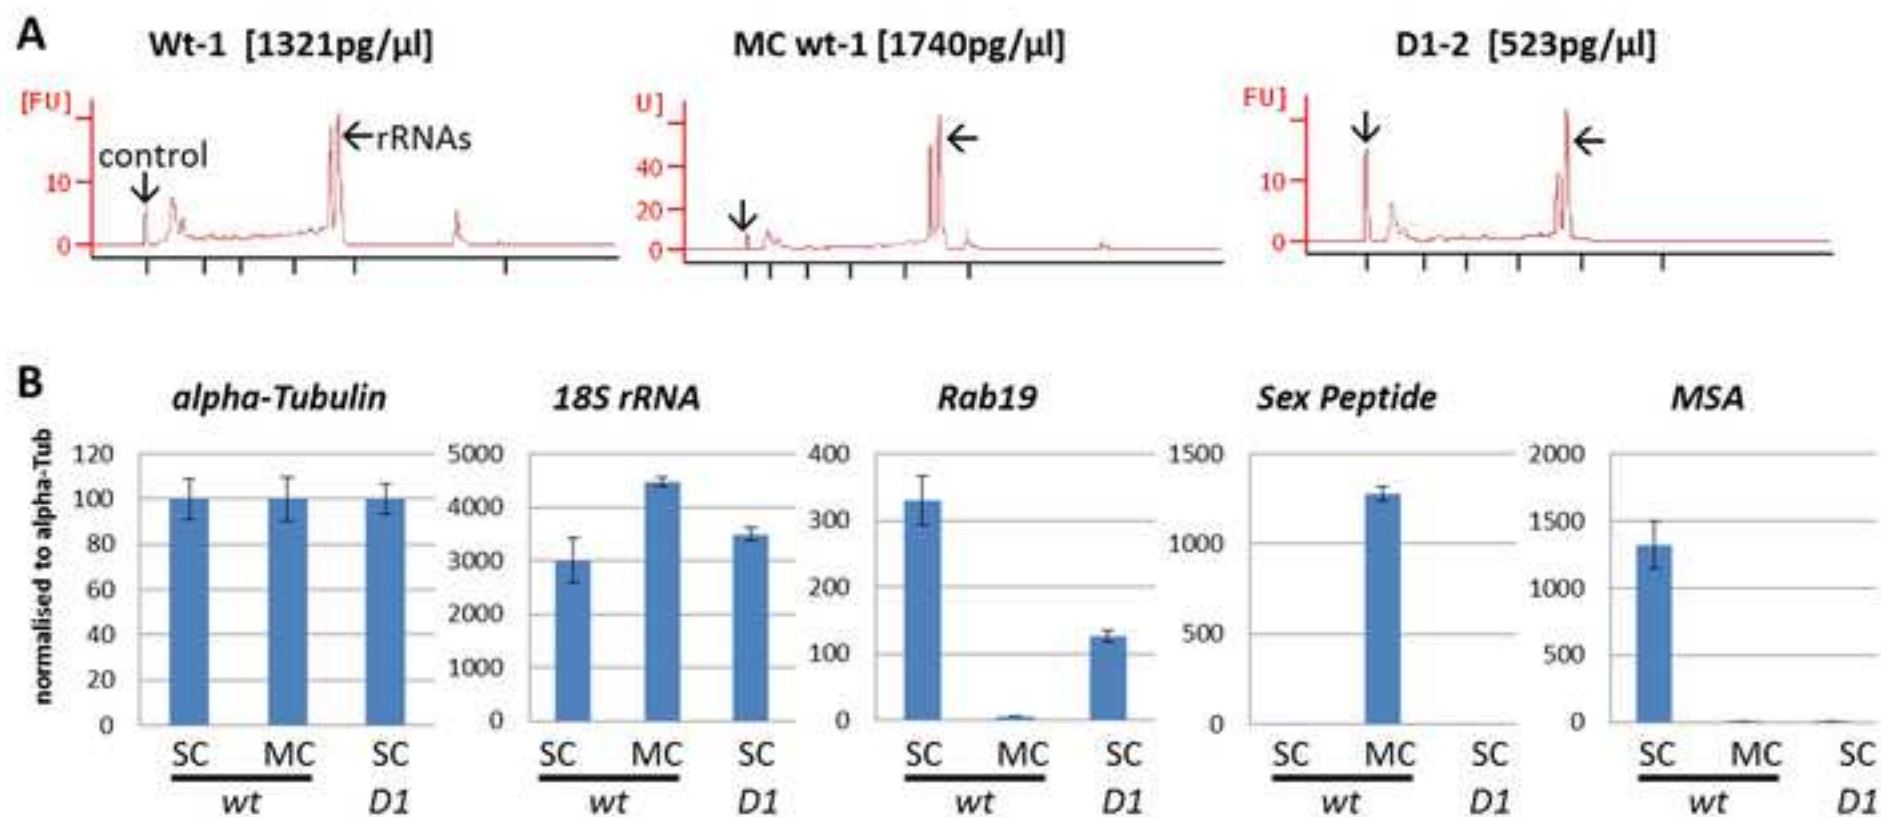 A
Wt-1 [1321pg/µl]
MC wt-1 [1740pg/µl]
D1-2 [523pg/µl]
[FU]
control
←rRNAs
10
0
U]
40
20
0
FU]
10
0
B
alpha-Tubulin
18S rRNA
Rab19
Sex Peptide
MSA
normalised to alpha-Tub
120
100
80
60
40
20
0
5000
4000
3000
2000
1000
0
400
300
200
100
0
1500
1000
500
0
2000
1500
1000
500
0
SC MC SC
wt D1
SC MC SC
wt D1
SC MC SC
wt D1
SC MC SC
wt D1
SC MC SC
wt D1